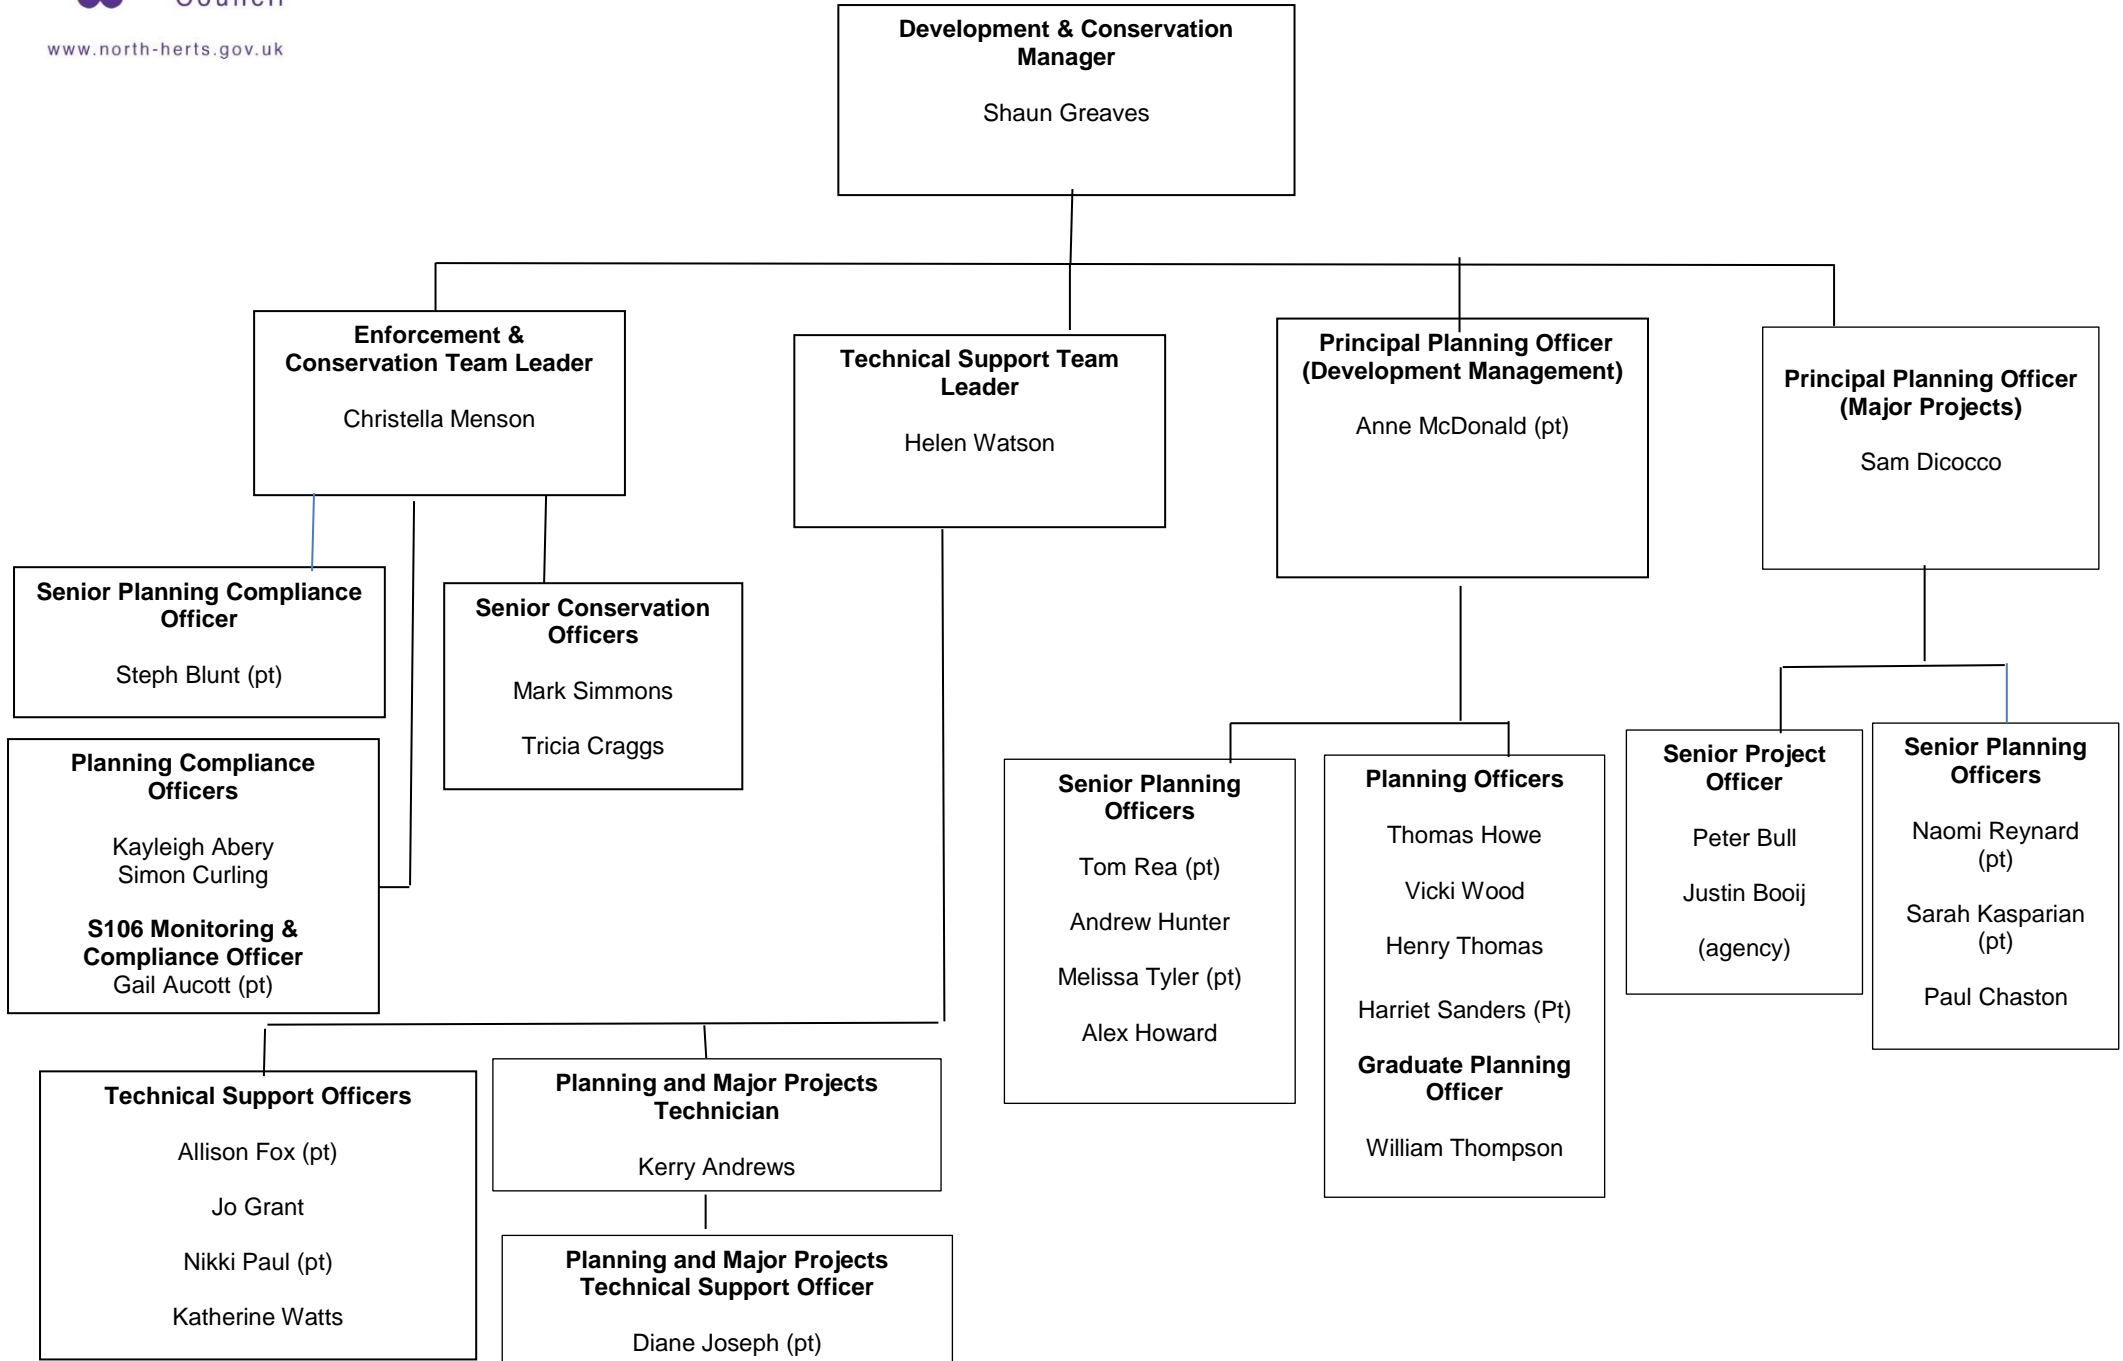 Council
www.north-herts.gov.uk
Development & Conservation
Manager
Shaun Greaves
Enforcement &
Conservation Team Leader
Christella Menson
Technical Support Team
Leader
Helen Watson
Principal Planning Officer
(Development Management)
Anne McDonald (pt)
Principal Planning Officer
(Major Projects)
Sam Dicocco
Senior Planning Compliance
Officer
Steph Blunt (pt)
Senior Conservation
Officers
Mark Simmons
Tricia Craggs
Planning Compliance
Officers
Kayleigh Abery
Simon Curling
S106 Monitoring &
Compliance Officer
Gail Aucott (pt)
Senior Planning
Officers
Tom Rea (pt)
Andrew Hunter
Melissa Tyler (pt)
Alex Howard
Planning Officers
Thomas Howe
Vicki Wood
Henry Thomas
Harriet Sanders (Pt)
Graduate Planning
Officer
William Thompson
Senior Project
Officer
Peter Bull
Justin Booij
(agency)
Senior Planning
Officers
Naomi Reynard
(pt)
Sarah Kasparian
(pt)
Paul Chaston
Technical Support Officers
Allison Fox (pt)
Jo Grant
Nikki Paul (pt)
Katherine Watts
Planning and Major Projects
Technician
Kerry Andrews
Planning and Major Projects
Technical Support Officer
Diane Joseph (pt)